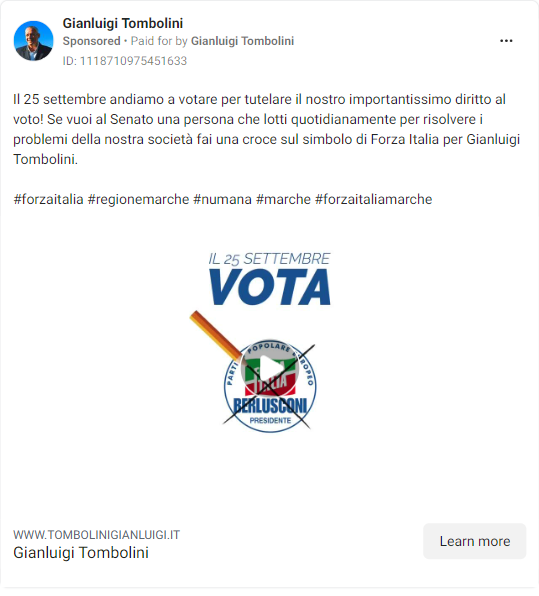 Gianluigi Tombolini
Sponsored • Paid for by Gianluigi Tombolini
ID: 1118710975451633
Il 25 settembre andiamo a votare per tutelare il nostro importantissimo diritto al
voto! Se vuoi al Senato una persona che lotti quotidianamente per risolvere i
problemi della nostra società fai una croce sul simbolo di Forza Italia per Gianluigi
Tombolini.
#forzaitalia #regionemarche #numana #marche #forzaitaliamarche
IL 25 SETTEMBRE
VOTA
POPOLARE
ITALIA
BERLUSCONI
PRESIDENTE
WWW.TOMBOLINIGIANLUIGI.IT
Gianluigi Tombolini
Learn more